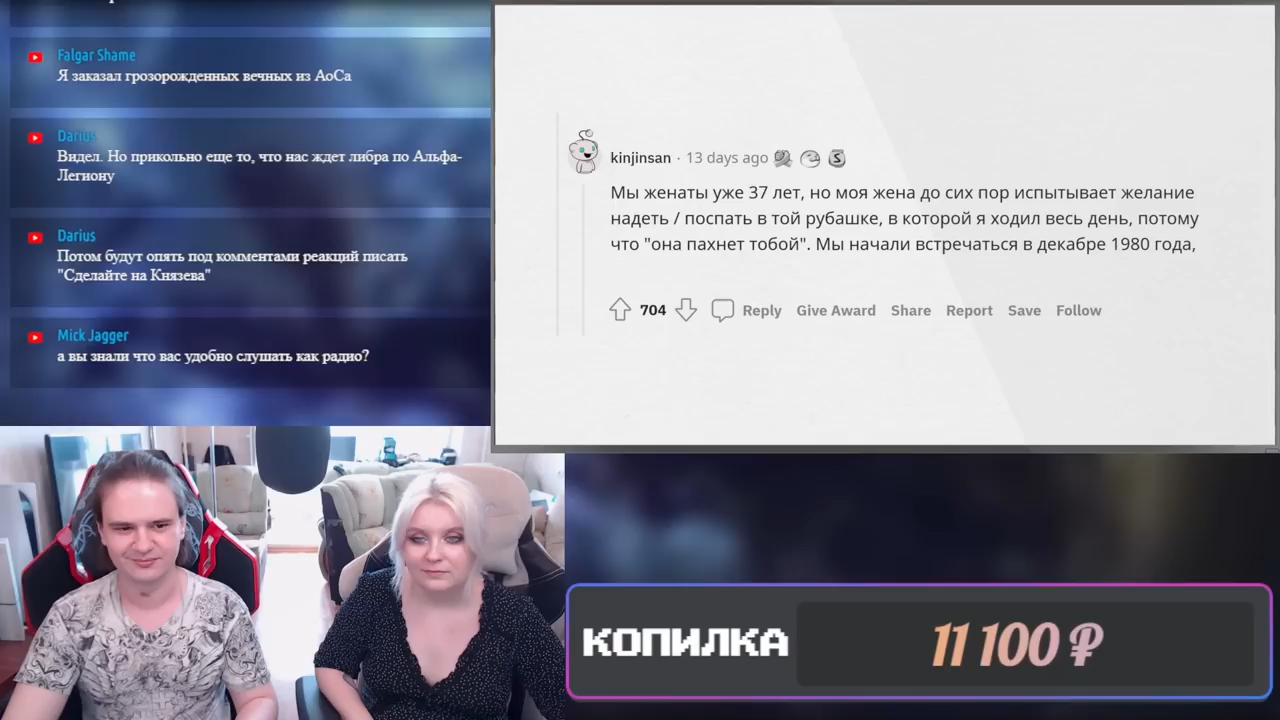 Falgar Shame
Я заказал грозорожденных вечных из АоСа
Darius
Видел. Но прикольно еще то, что нас ждет либра по Альфа-
Легиону
Darius
Потом будут опять под комментами реакций писать
"Сделайте на Князева"
Mick Jagger
а вы знали что вас удобно слушать как радио?
kinjinsan · 13 days ago
Мы женаты уже 37 лет, но моя жена до сих пор испытывает желание
надеть / поспать в той рубашке, в которой я ходил весь день, потому
что "она пахнет тобой". Мы начали встречаться в декабре 1980 года,
704 Reply Give Award Share Report Save Follow
КОПИЛКА 11 100 ₽